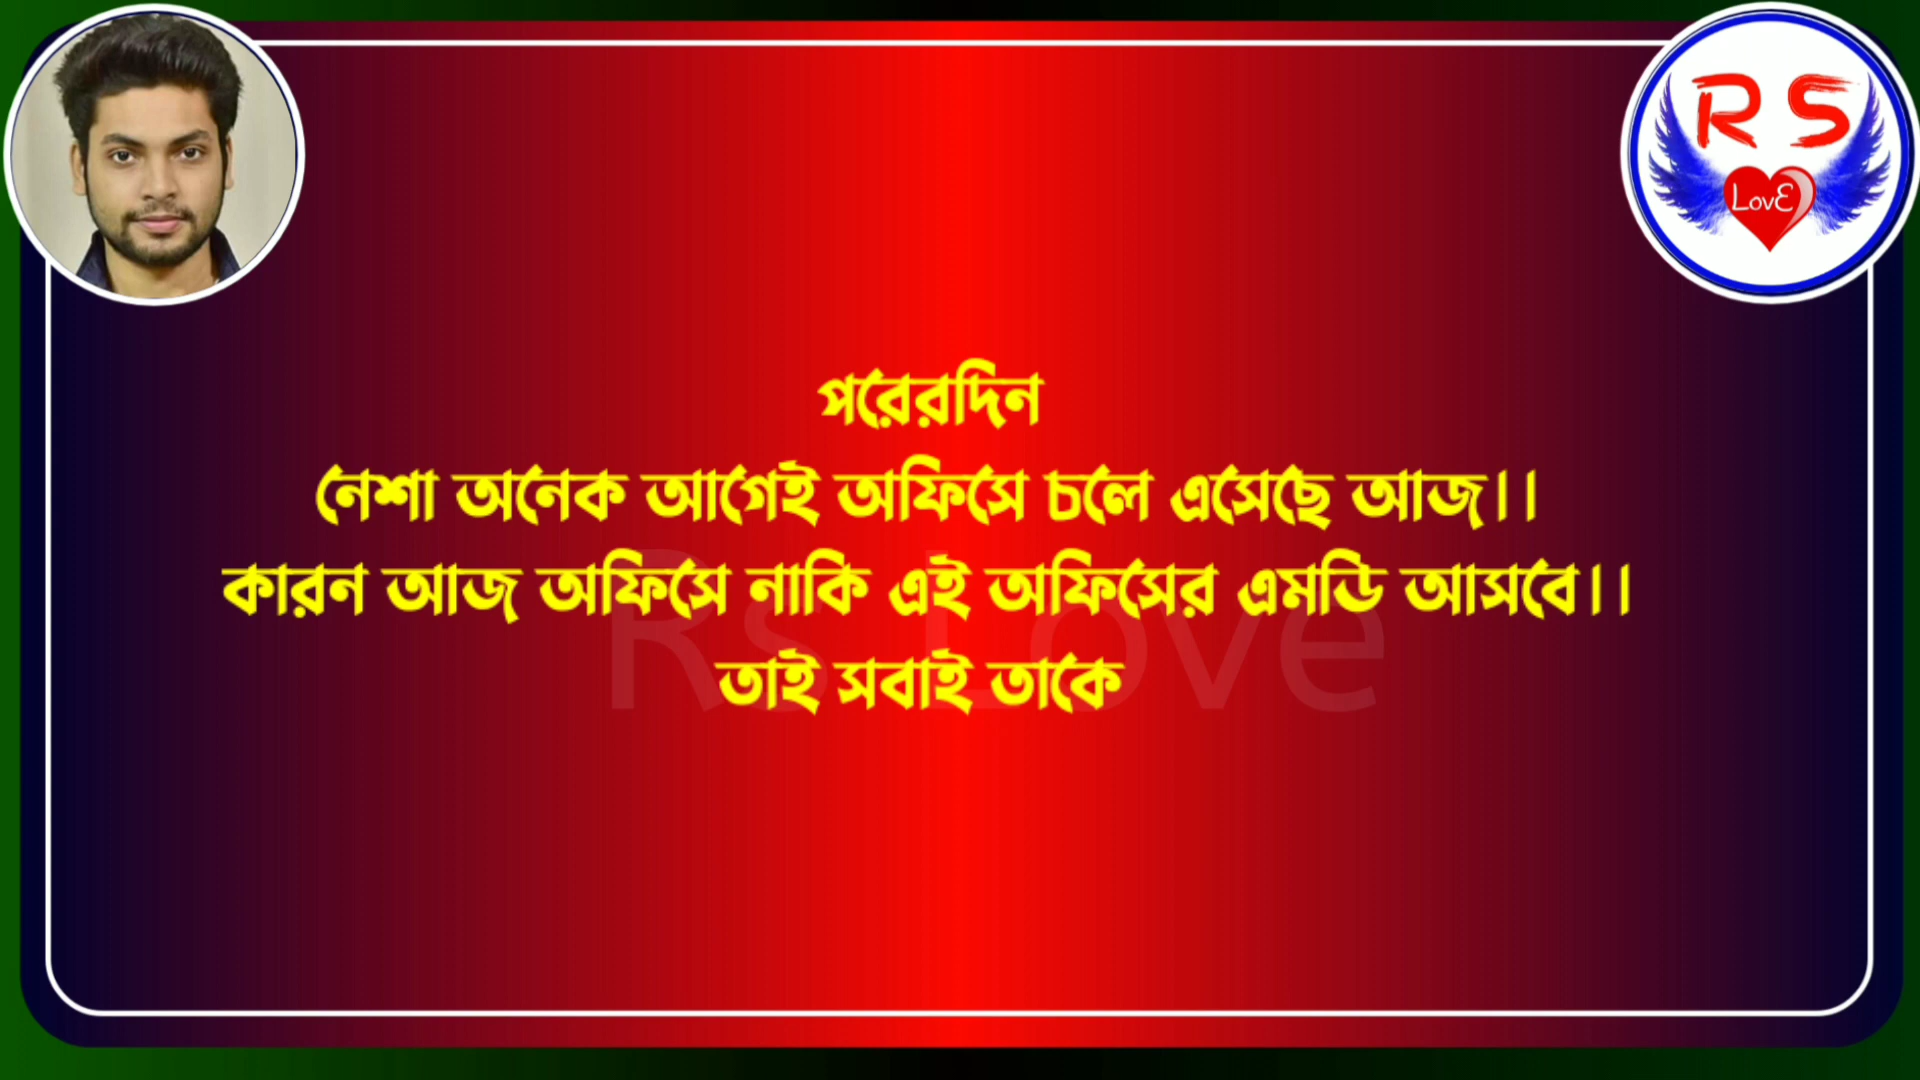 R S
LovE
পরেরদিন
নেশা অনেক আগেই অফিসে চলে এসেছে আজ।।
কারন আজ অফিসে নাকি এই অফিসের এমডি আসবে।।
তাই সবাই তাকে
Rs Love